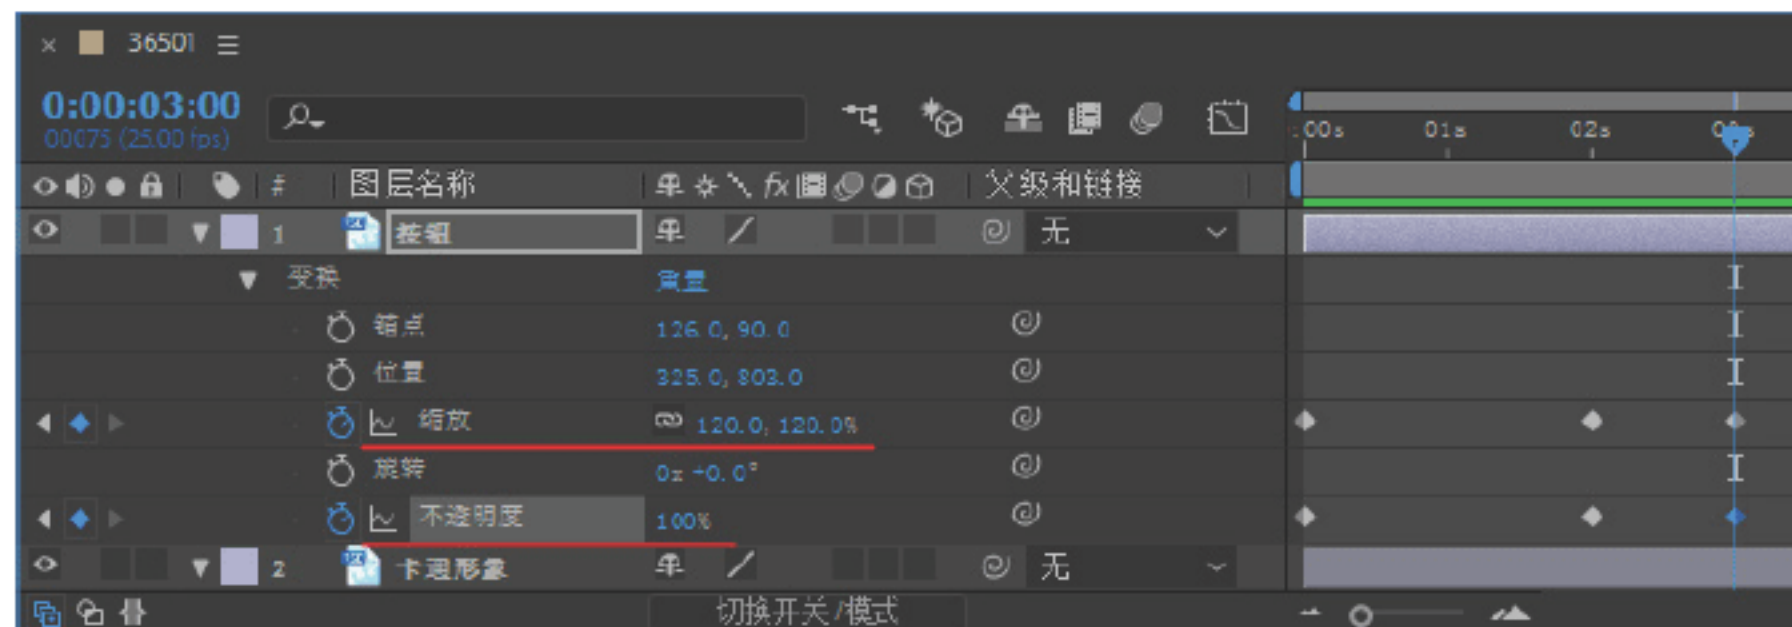 36501
0:00:03:00
00075 (25.00 fps)
:00s 01s 02s
# 图层名称 fx 父级和链接
1 按钮 无
变换 重置
锚点 126.0, 90.0
位置 325.0, 803.0
缩放 120.0, 120.0%
旋转 0x +0.0°
不透明度 100%
2 卡通形象 无
切换开关/模式